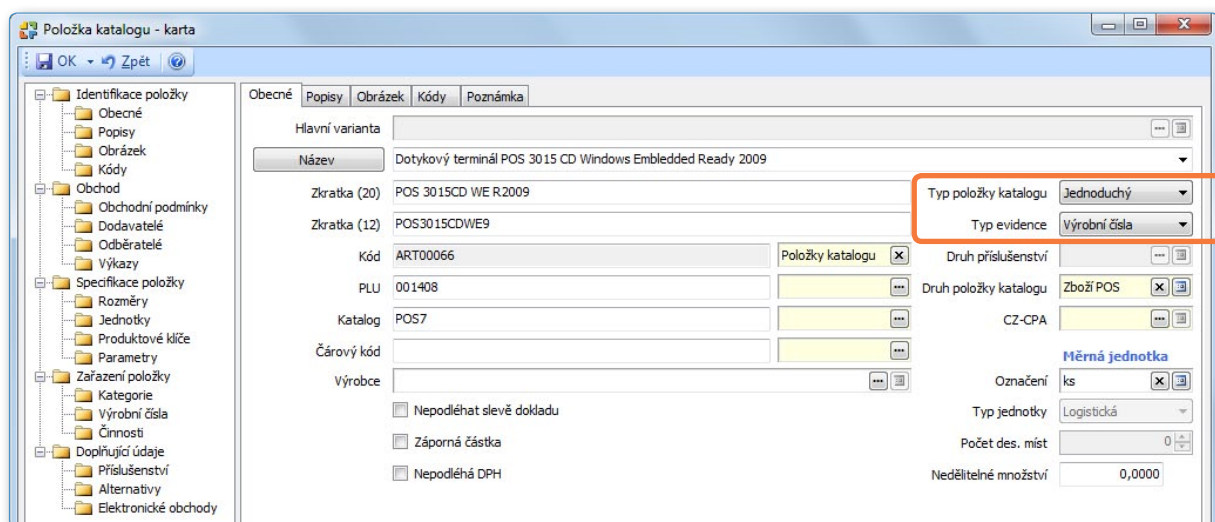 Položka katalogu - karta
OK Zpět
Identifikace položky
Obecné
Popisy
Obrázek
Kódy
Obchod
Obchodní podmínky
Dodavatelé
Odběratelé
Výkazy
Specifikace položky
Rozměry
Jednotky
Produktové klíče
Parametry
Zařazení položky
Kategorie
Výrobní čísla
Činnosti
Doplňující údaje
Příslušenství
Alternativy
Elektronické obchody
Obecné Popisy Obrázek Kódy Poznámka
Hlavní varianta
Název Dotykový terminál POS 3015 CD Windows Embledded Ready 2009
Zkratka (20) POS 3015CD WE R2009 Typ položky katalogu Jednoduchý
Zkratka (12) POS3015CDWE9 Typ evidence Výrobní čísla
Kód ART00066 Položky katalogu Druh příslušenství
PLU 001408 Druh položky katalogu Zboží POS
Katalog POS7 CZ-CPA
Čárový kód Měrná jednotka
Výrobce Označení ks
Nepodléhat slevě dokladu Typ jednotky Logistická
Záporná částka Počet des. míst 0
Nepodléhá DPH Nedělitelné množství 0,0000